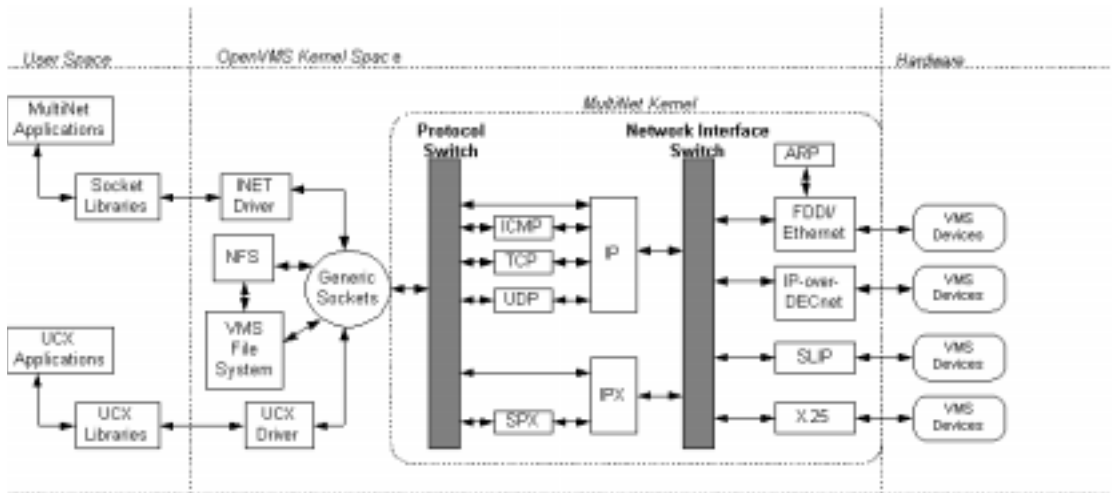 User Space
OpenVMS Kernel Space
Hardware
MultiNet Kernel
MultiNet
Applications
Protocol
Switch
Network Interface
Switch
ARP
Socket
Libraries
INET
Driver
ICMP
IP
FDDI/
Ethernet
VMS
Devices
NFS
Generic
Sockets
TCP
UDP
IP-over-
DECnet
VMS
Devices
VMS
File
System
UCX
Applications
SLIP
VMS
Devices
IPX
UCX
Libraries
UCX
Driver
SPX
X.25
VMS
Devices